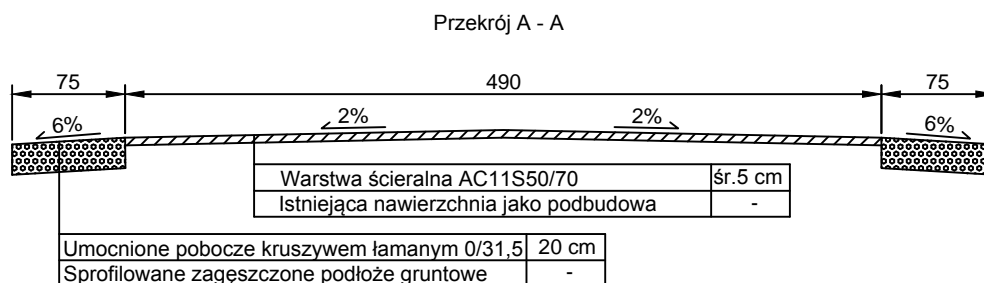 Przekrój A - A
75 490 75
6% 2% 2% 6%
Warstwa ścieralna AC11S50/70 śr.5 cm
Istniejąca nawierzchnia jako podbudowa -
Umocnione pobocze kruszywem łamanym 0/31,5 20 cm
Sprofilowane zagęszczone podłoże gruntowe -